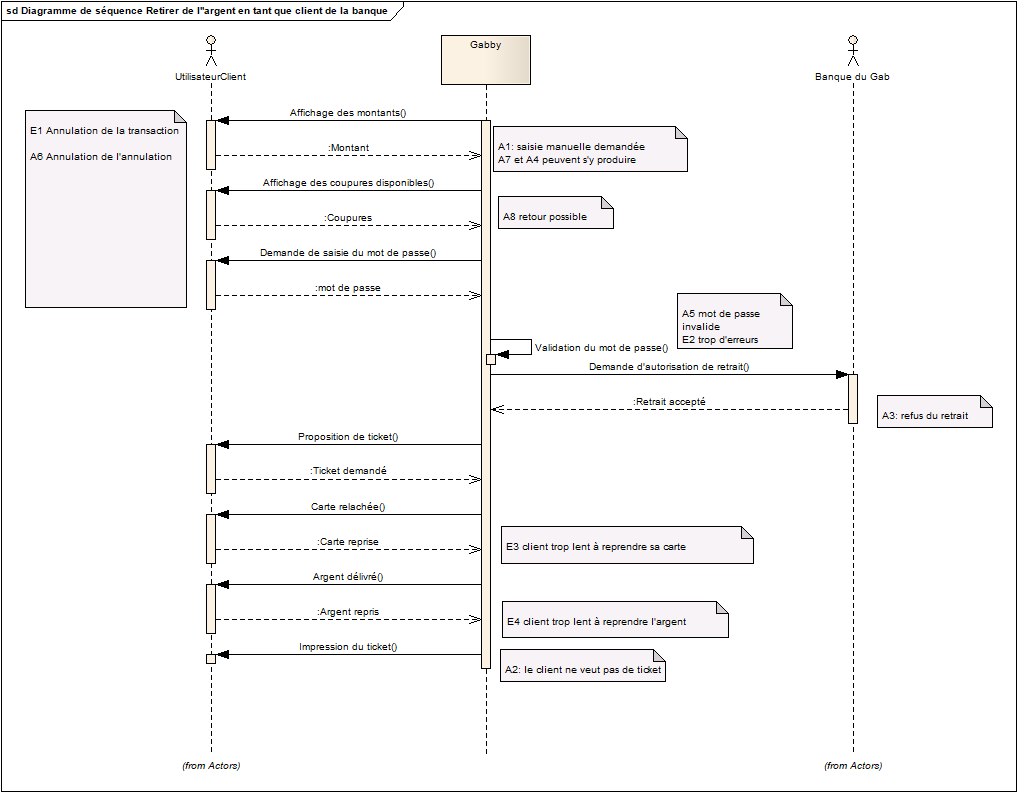 sd Diagramme de séquence Retirer de l"argent en tant que client de la banque
UtilisateurClient
Gabby
Banque du Gab
E1 Annulation de la transaction
A6 Annulation de l'annulation
Affichage des montants()
:Montant
A1: saisie manuelle demandée
A7 et A4 peuvent s'y produire
Affichage des coupures disponibles()
:Coupures
A8 retour possible
Demande de saisie du mot de passe()
:mot de passe
A5 mot de passe
invalide
E2 trop d'erreurs
Validation du mot de passe()
Demande d'autorisation de retrait()
:Retrait accepté
A3: refus du retrait
Proposition de ticket()
:Ticket demandé
Carte relachée()
:Carte reprise
E3 client trop lent à reprendre sa carte
Argent délivré()
:Argent repris
E4 client trop lent à reprendre l'argent
Impression du ticket()
A2: le client ne veut pas de ticket
(from Actors)
(from Actors)